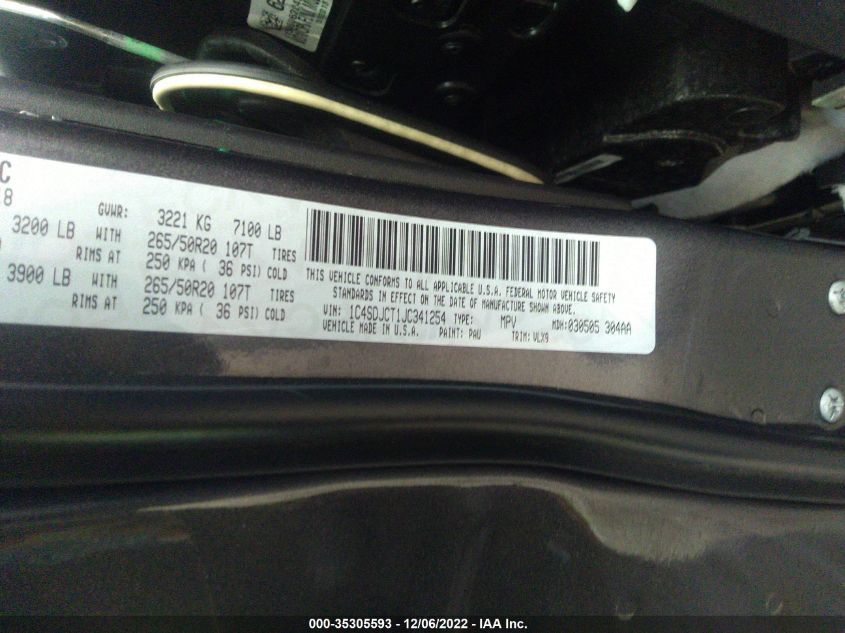 C
8
GVWR: 3221 KG 7100 LB
3200 LB WITH 265/50R20 107T TIRES
RIMS AT 250 KPA ( 36 PSI) COLD
3900 LB WITH 265/50R20 107T TIRES
RIMS AT 250 KPA ( 36 PSI) COLD
THIS VEHICLE CONFORMS TO ALL APPLICABLE U.S.A. FEDERAL MOTOR VEHICLE SAFETY
STANDARDS IN EFFECT ON THE DATE OF MANUFACTURE SHOWN ABOVE.
VIN: 1C4SDJCT1JC341254 TYPE: MPV MDH:030505 304AA
VEHICLE MADE IN U.S.A. PAINT: PAU TRIM: VLX9
000-35305593 - 12/06/2022 - IAA Inc.